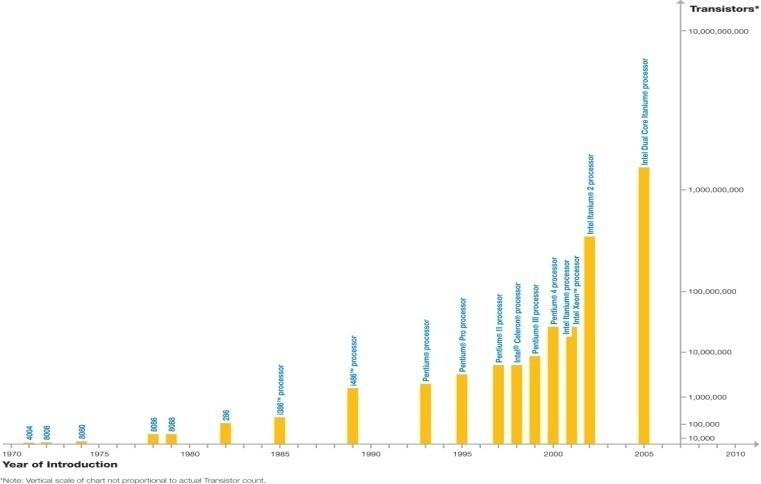 Transistors*
10,000,000,000
1,000,000,000
100,000,000
10,000,000
1,000,000
100,000
10,000
4004
8008
8080
8086
8088
286
i386™ processor
i486™ processor
Pentium® processor
Pentium® Pro processor
Pentium® II processor
Intel® Celeron® processor
Pentium® III processor
Pentium® 4 processor
Intel Itanium® processor
Intel Xeon™ processor
Intel Itanium® 2 processor
Intel Dual Core Itanium® processor
1970 1975 1980 1985 1990 1995 2000 2005 2010
Year of Introduction
*Note: Vertical scale of chart not proportional to actual Transistor count.